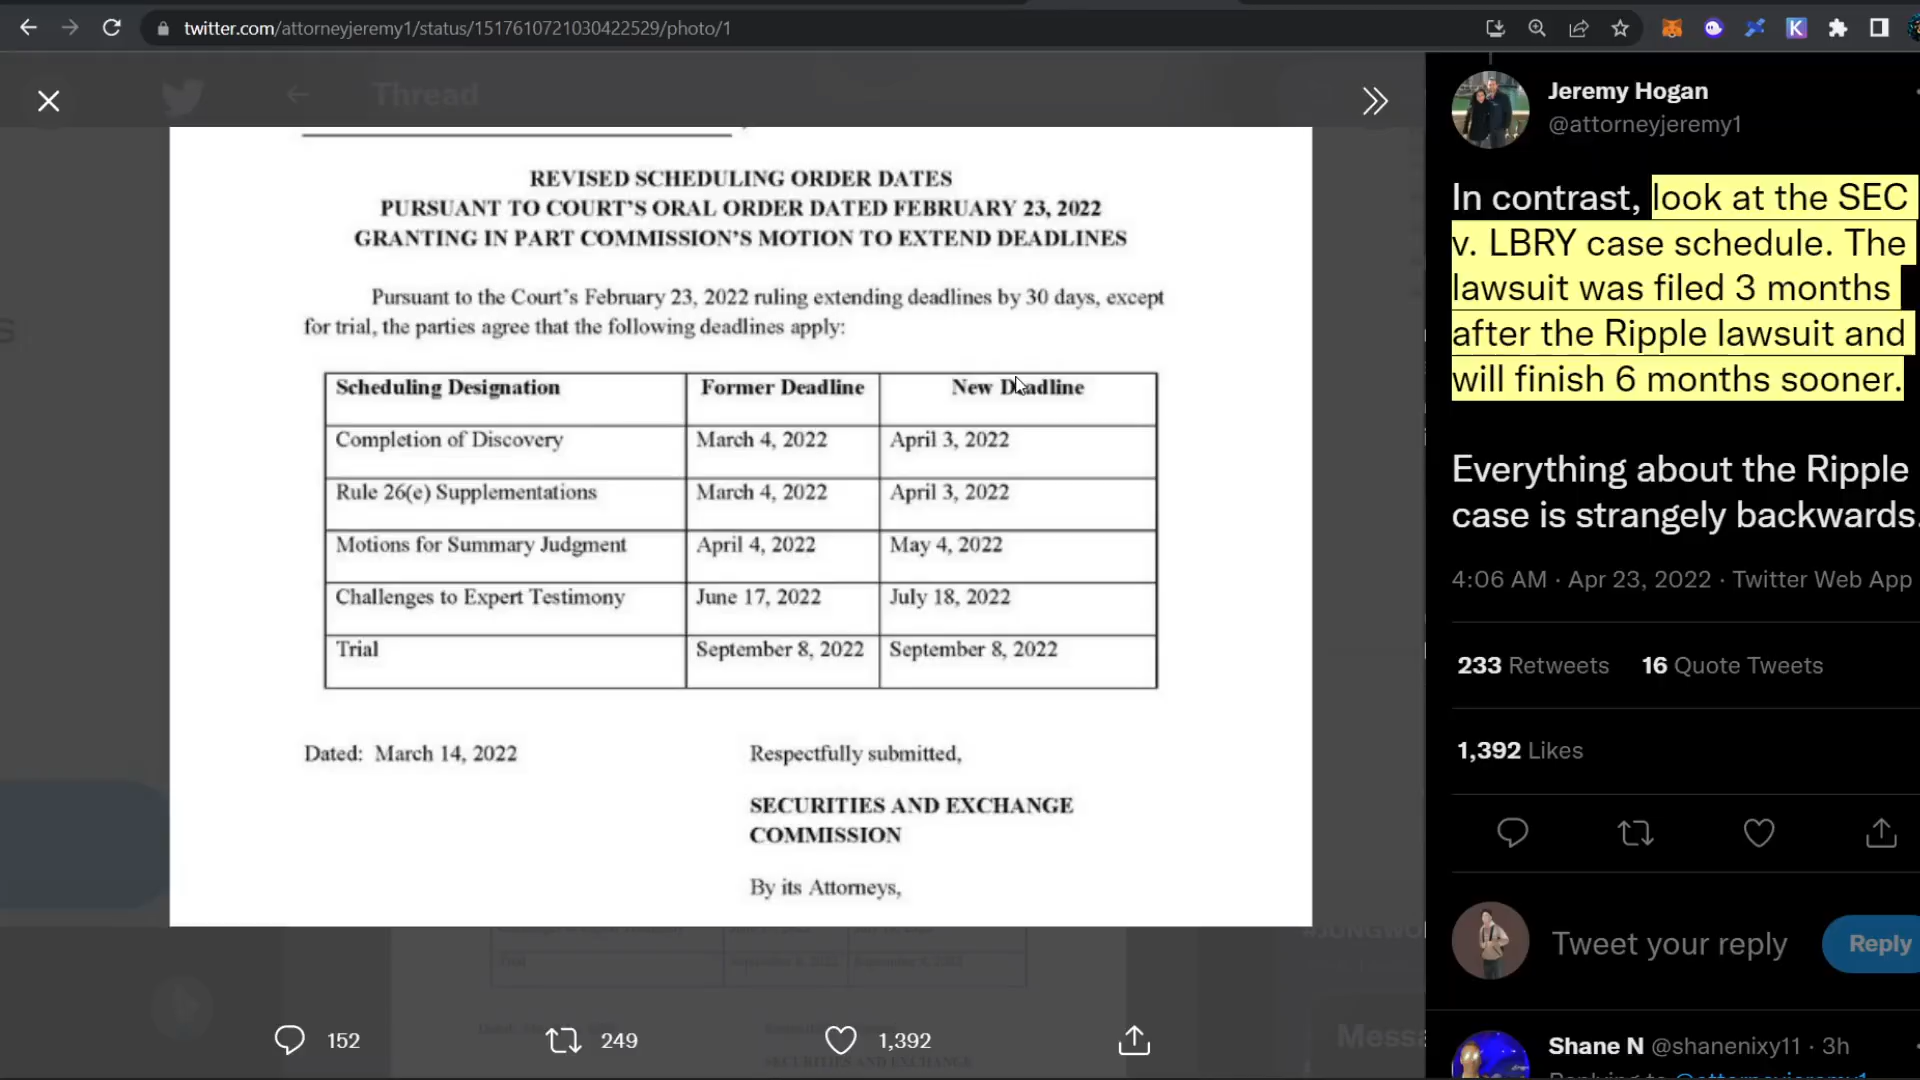 twitter.com/attorneyjeremy1/status/1517610721030422529/photo/1
Thread
REVISED SCHEDULING ORDER DATES
PURSUANT TO COURT'S ORAL ORDER DATED FEBRUARY 23, 2022
GRANTING IN PART COMMISSION'S MOTION TO EXTEND DEADLINES
Pursuant to the Court's February 23, 2022 ruling extending deadlines by 30 days, except
for trial, the parties agree that the following deadlines apply:
Scheduling Designation Former Deadline New Deadline
Completion of Discovery March 4, 2022 April 3, 2022
Rule 26(e) Supplementations March 4, 2022 April 3, 2022
Motions for Summary Judgment April 4, 2022 May 4, 2022
Challenges to Expert Testimony June 17, 2022 July 18, 2022
Trial September 8, 2022 September 8, 2022
Dated: March 14, 2022 Respectfully submitted,
SECURITIES AND EXCHANGE
COMMISSION
By its Attorneys,
152 249 1,392
Jeremy Hogan
@attorneyjeremy1
In contrast, look at the SEC
v. LBRY case schedule. The
lawsuit was filed 3 months
after the Ripple lawsuit and
will finish 6 months sooner.
Everything about the Ripple
case is strangely backwards.
4:06 AM · Apr 23, 2022 · Twitter Web App
233 Retweets 16 Quote Tweets
1,392 Likes
Tweet your reply Reply
Shane N @shanenixy11 · 3h
Replying to @attorneyjeremy1